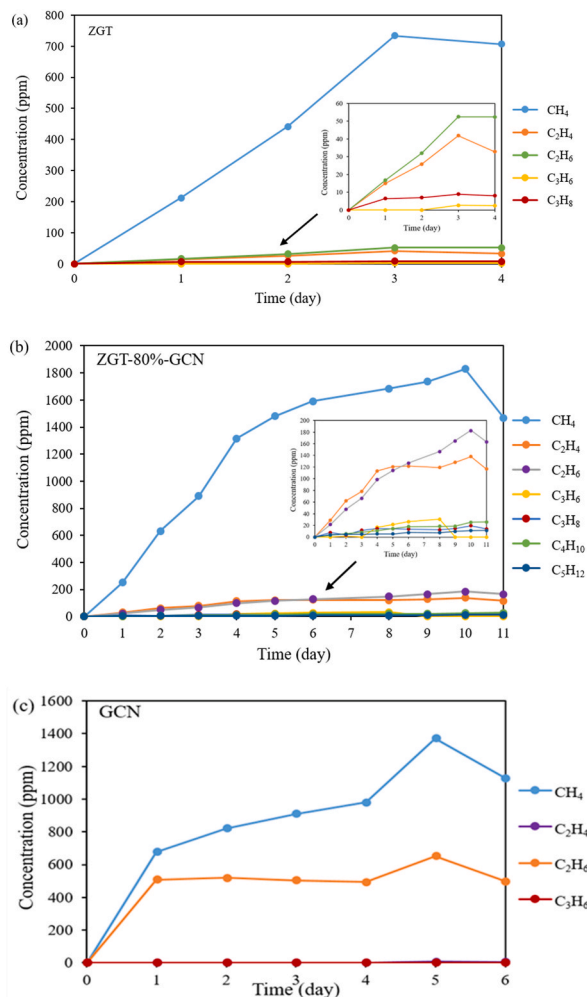 (a)
ZGT
800
700
600
500
400
300
200
100
0
Concentration (ppm)
0 1 2 3 4
Time (day)
60
50
40
30
20
10
0
Concentration (ppm)
0 1 2 3 4
Time (day)
CH4
C2H4
C2H6
C3H6
C3H8
(b)
ZGT-80%-GCN
2000
1800
1600
1400
1200
1000
800
600
400
200
0
Concentration (ppm)
0 1 2 3 4 5 6 7 8 9 10 11
Time (day)
200
180
160
140
120
100
80
60
40
20
0
Concentration (ppm)
0 1 2 3 4 5 6 7 8 9 10 11
Time (day)
CH4
C2H4
C2H6
C3H6
C3H8
C4H10
C5H12
(c)
GCN
1600
1400
1200
1000
800
600
400
200
0
Concentration (ppm)
0 1 2 3 4 5 6
Time (day)
CH4
C2H4
C2H6
C3H6